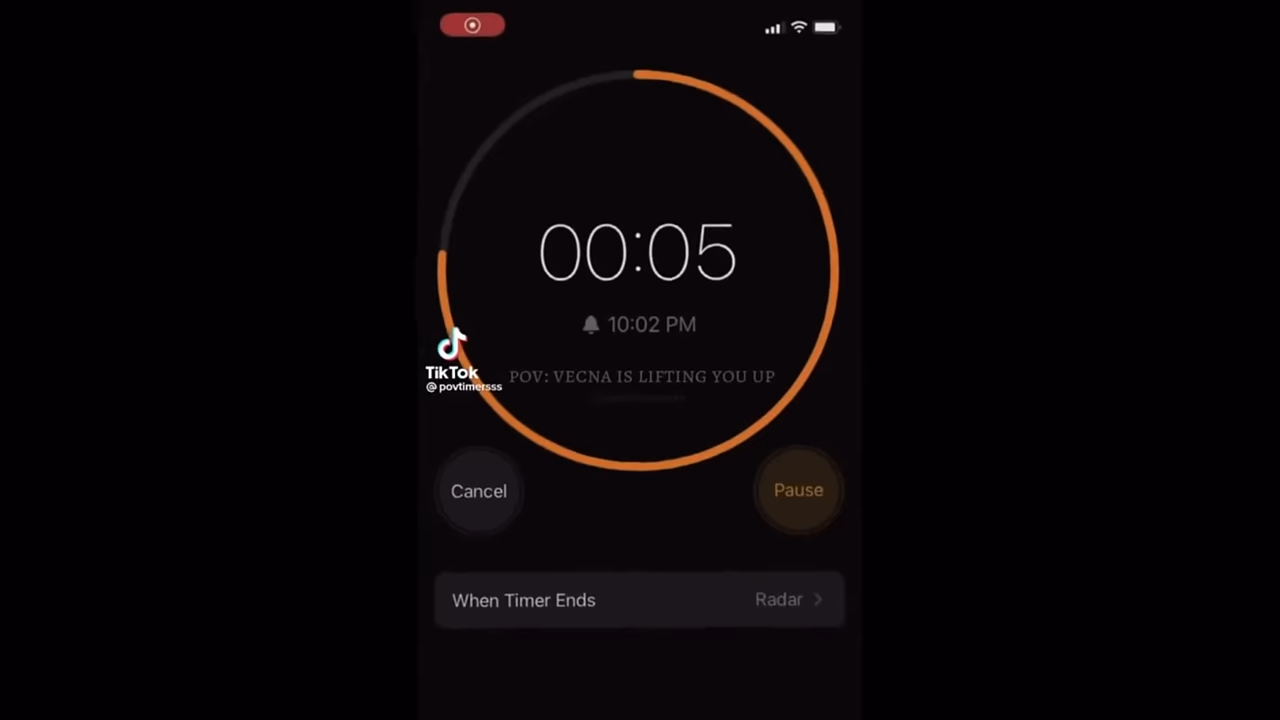 00:05
10:02 PM
TikTok
@povtimersss
POV: VECNA IS LIFTING YOU UP
Cancel
Pause
When Timer Ends
Radar